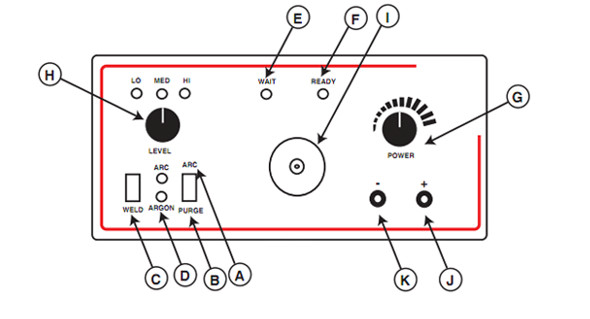 E F I
H
LO MED HI WAIT READY
G
LEVEL POWER
ARC ARC
- +
WELD ARGON PURGE
C D B A K J